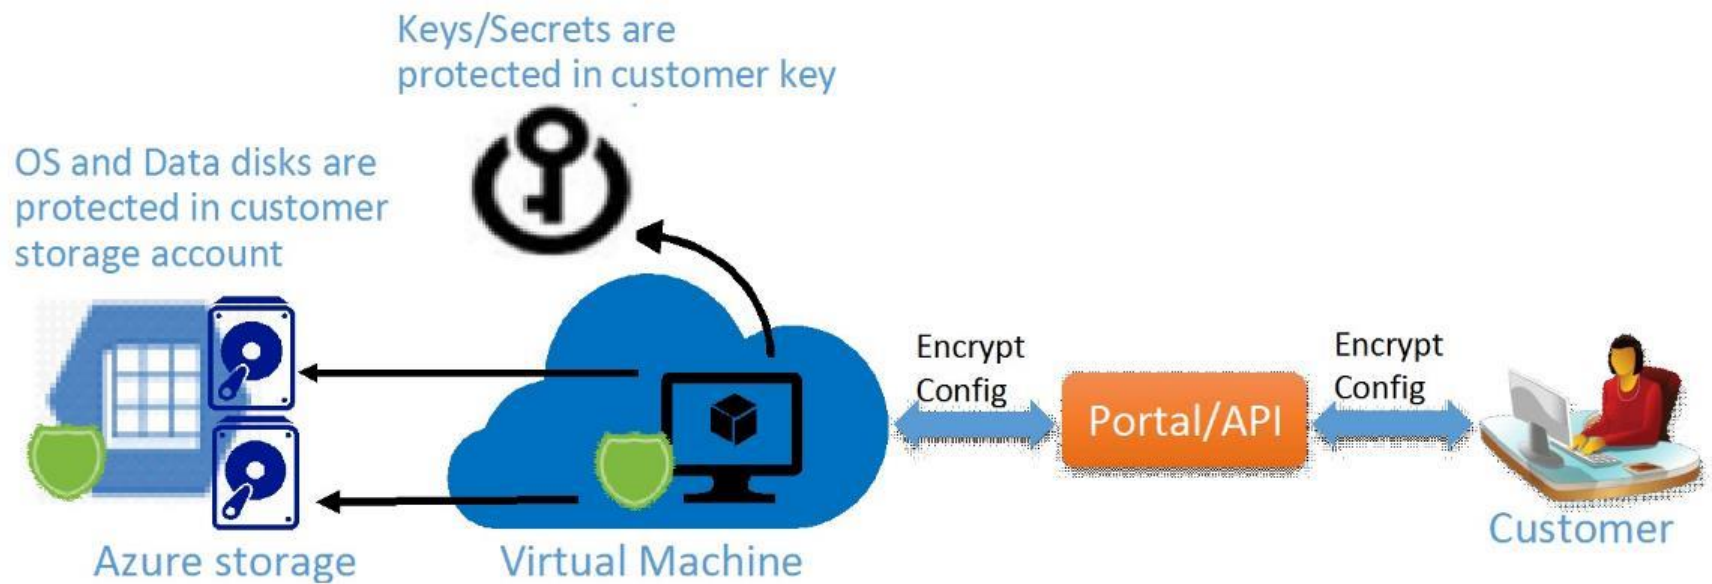 Keys/Secrets are
protected in customer key
OS and Data disks are
protected in customer
storage account
Encrypt
Config
Portal/API
Encrypt
Config
Azure storage
Virtual Machine
Customer